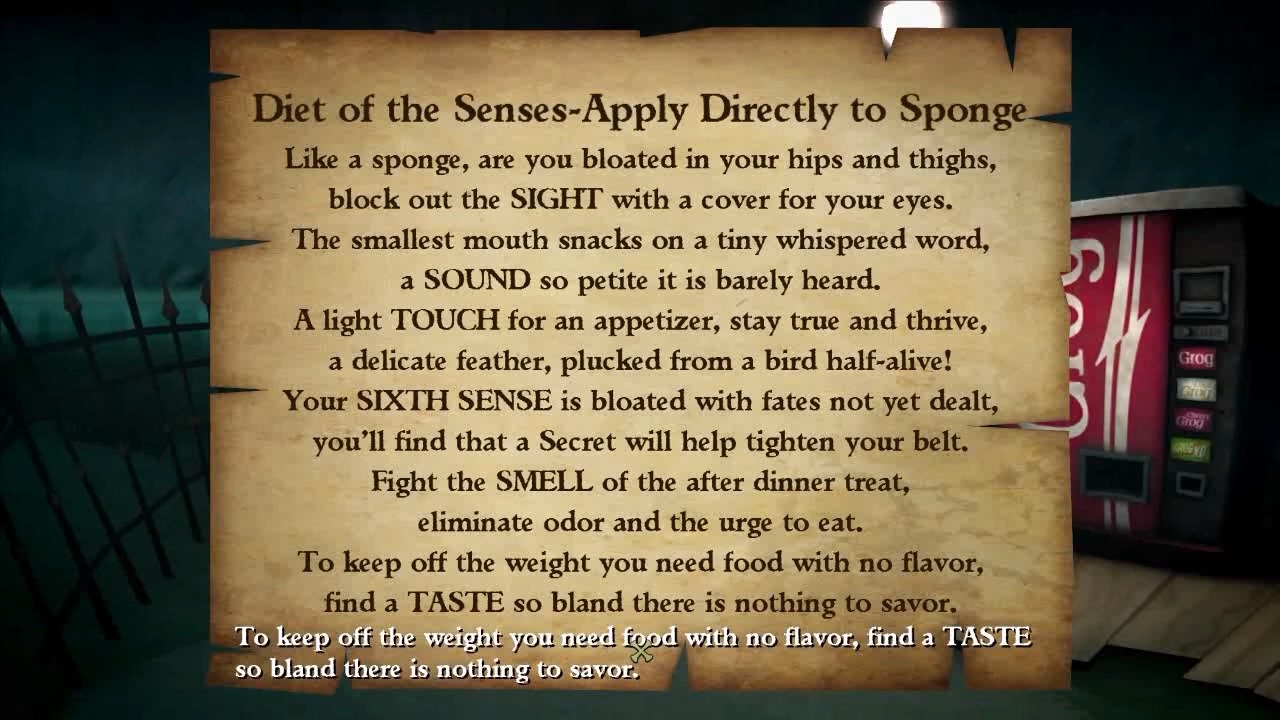 Diet of the Senses-Apply Directly to Sponge
Like a sponge, are you bloated in your hips and thighs,
block out the SIGHT with a cover for your eyes.
The smallest mouth snacks on a tiny whispered word,
a SOUND so petite it is barely heard.
A light TOUCH for an appetizer, stay true and thrive,
a delicate feather, plucked from a bird half-alive!
Your SIXTH SENSE is bloated with fates not yet dealt,
you'll find that a Secret will help tighten your belt.
Fight the SMELL of the after dinner treat,
eliminate odor and the urge to eat.
To keep off the weight you need food with no flavor,
find a TASTE so bland there is nothing to savor.
To keep off the weight you need food with no flavor, find a TASTE
so bland there is nothing to savor.
Grog
Grog